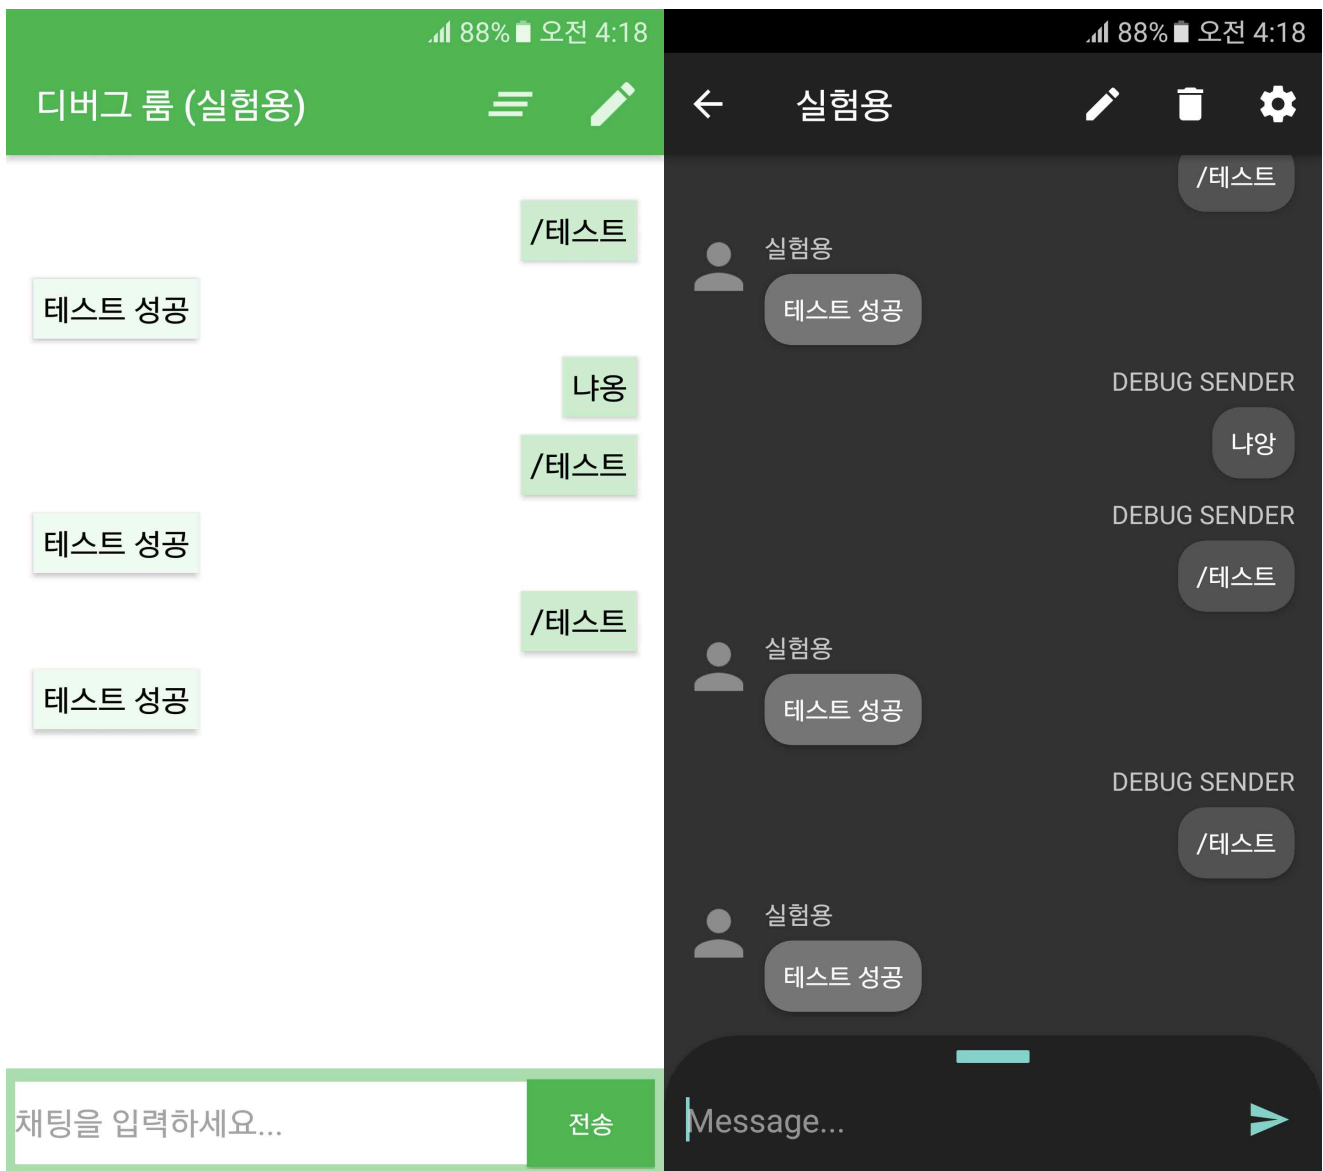 88% 오전 4:18
디버그 룸 (실험용)
/테스트
테스트 성공
냐옹
/테스트
테스트 성공
/테스트
테스트 성공
채팅을 입력하세요...
전송
88% 오전 4:18
실험용
/테스트
실험용
테스트 성공
DEBUG SENDER
냐앙
DEBUG SENDER
/테스트
실험용
테스트 성공
DEBUG SENDER
/테스트
실험용
테스트 성공
Message...